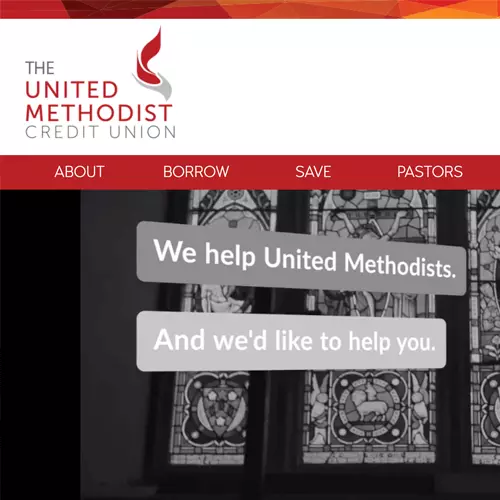 THE
UNITED
METHODIST
CREDIT UNION
ABOUT BORROW SAVE PASTORS
We help United Methodists.
And we'd like to help you.